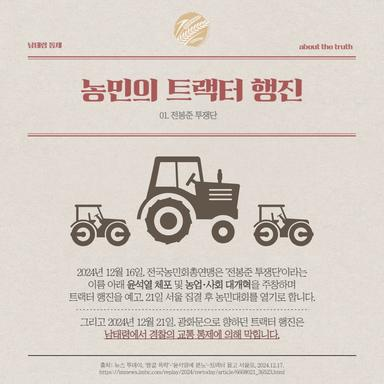 남태령 동지
about the truth
농민의 트랙터 행진
01. 전봉준 투쟁단
2024년 12월 16일, 전국농민회총연맹은 '전봉준 투쟁단'이라는
이름 아래 윤석열 체포 및 농업·사회 대개혁을 주창하며
트랙터 행진을 예고, 21일 서울 집결 후 농민대회를 열기로 합니다.
그리고 2024년 12월 21일, 광화문으로 향하던 트랙터 행진은
남태령에서 경찰의 교통 통제에 의해 막힙니다.
2024.12.17.